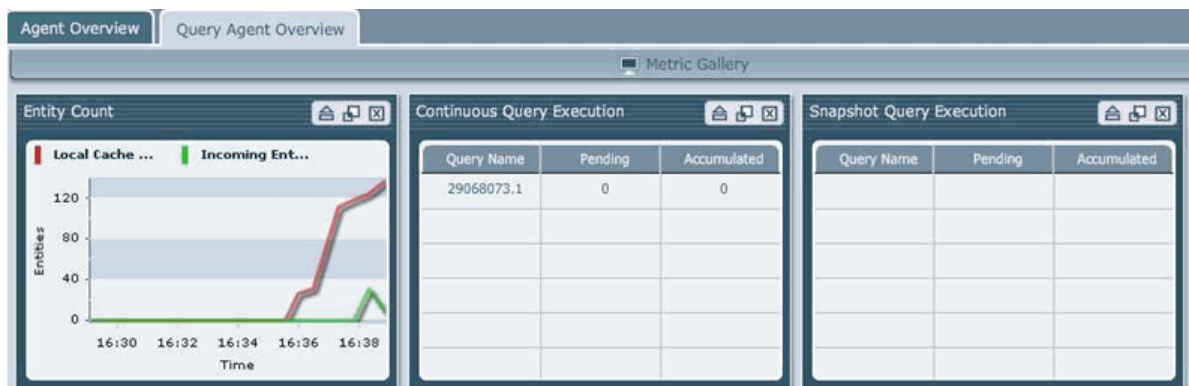 Agent Overview
Query Agent Overview
Metric Gallery
Entity Count
Local Cache ...
Incoming Ent...
120
80
40
0
Entities
16:30 16:32 16:34 16:36 16:38
Time
Continuous Query Execution
Query Name Pending Accumulated
29068073.1 0 0
Snapshot Query Execution
Query Name Pending Accumulated